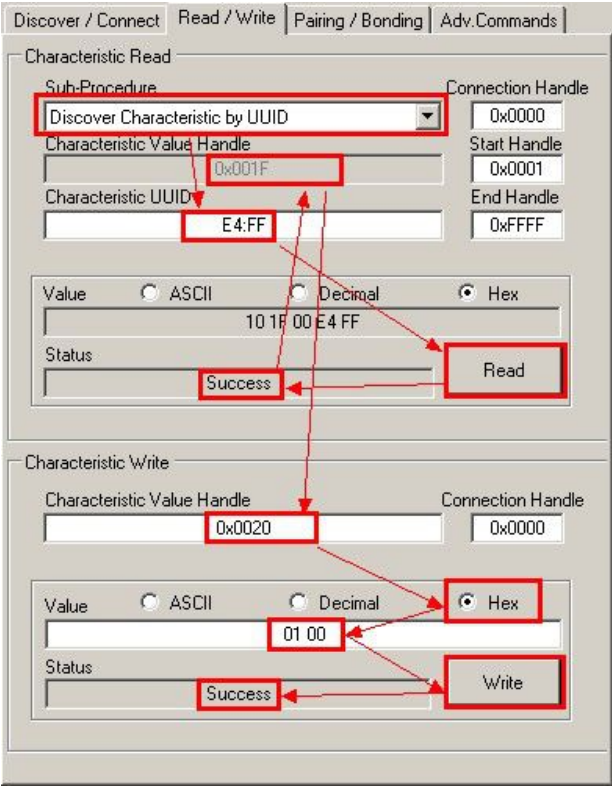 Discover / Connect Read / Write Pairing / Bonding Adv.Commands
Characteristic Read
Sub-Procedure Connection Handle
Discover Characteristic by UUID 0x0000
Characteristic Value Handle Start Handle
0x001F 0x0001
Characteristic UUID End Handle
E4:FF 0xFFFF
Value ASCII Decimal Hex
10 1F 00 E4 FF
Status
Success Read
Characteristic Write
Characteristic Value Handle Connection Handle
0x0020 0x0000
Value ASCII Decimal Hex
01 00
Status
Success Write